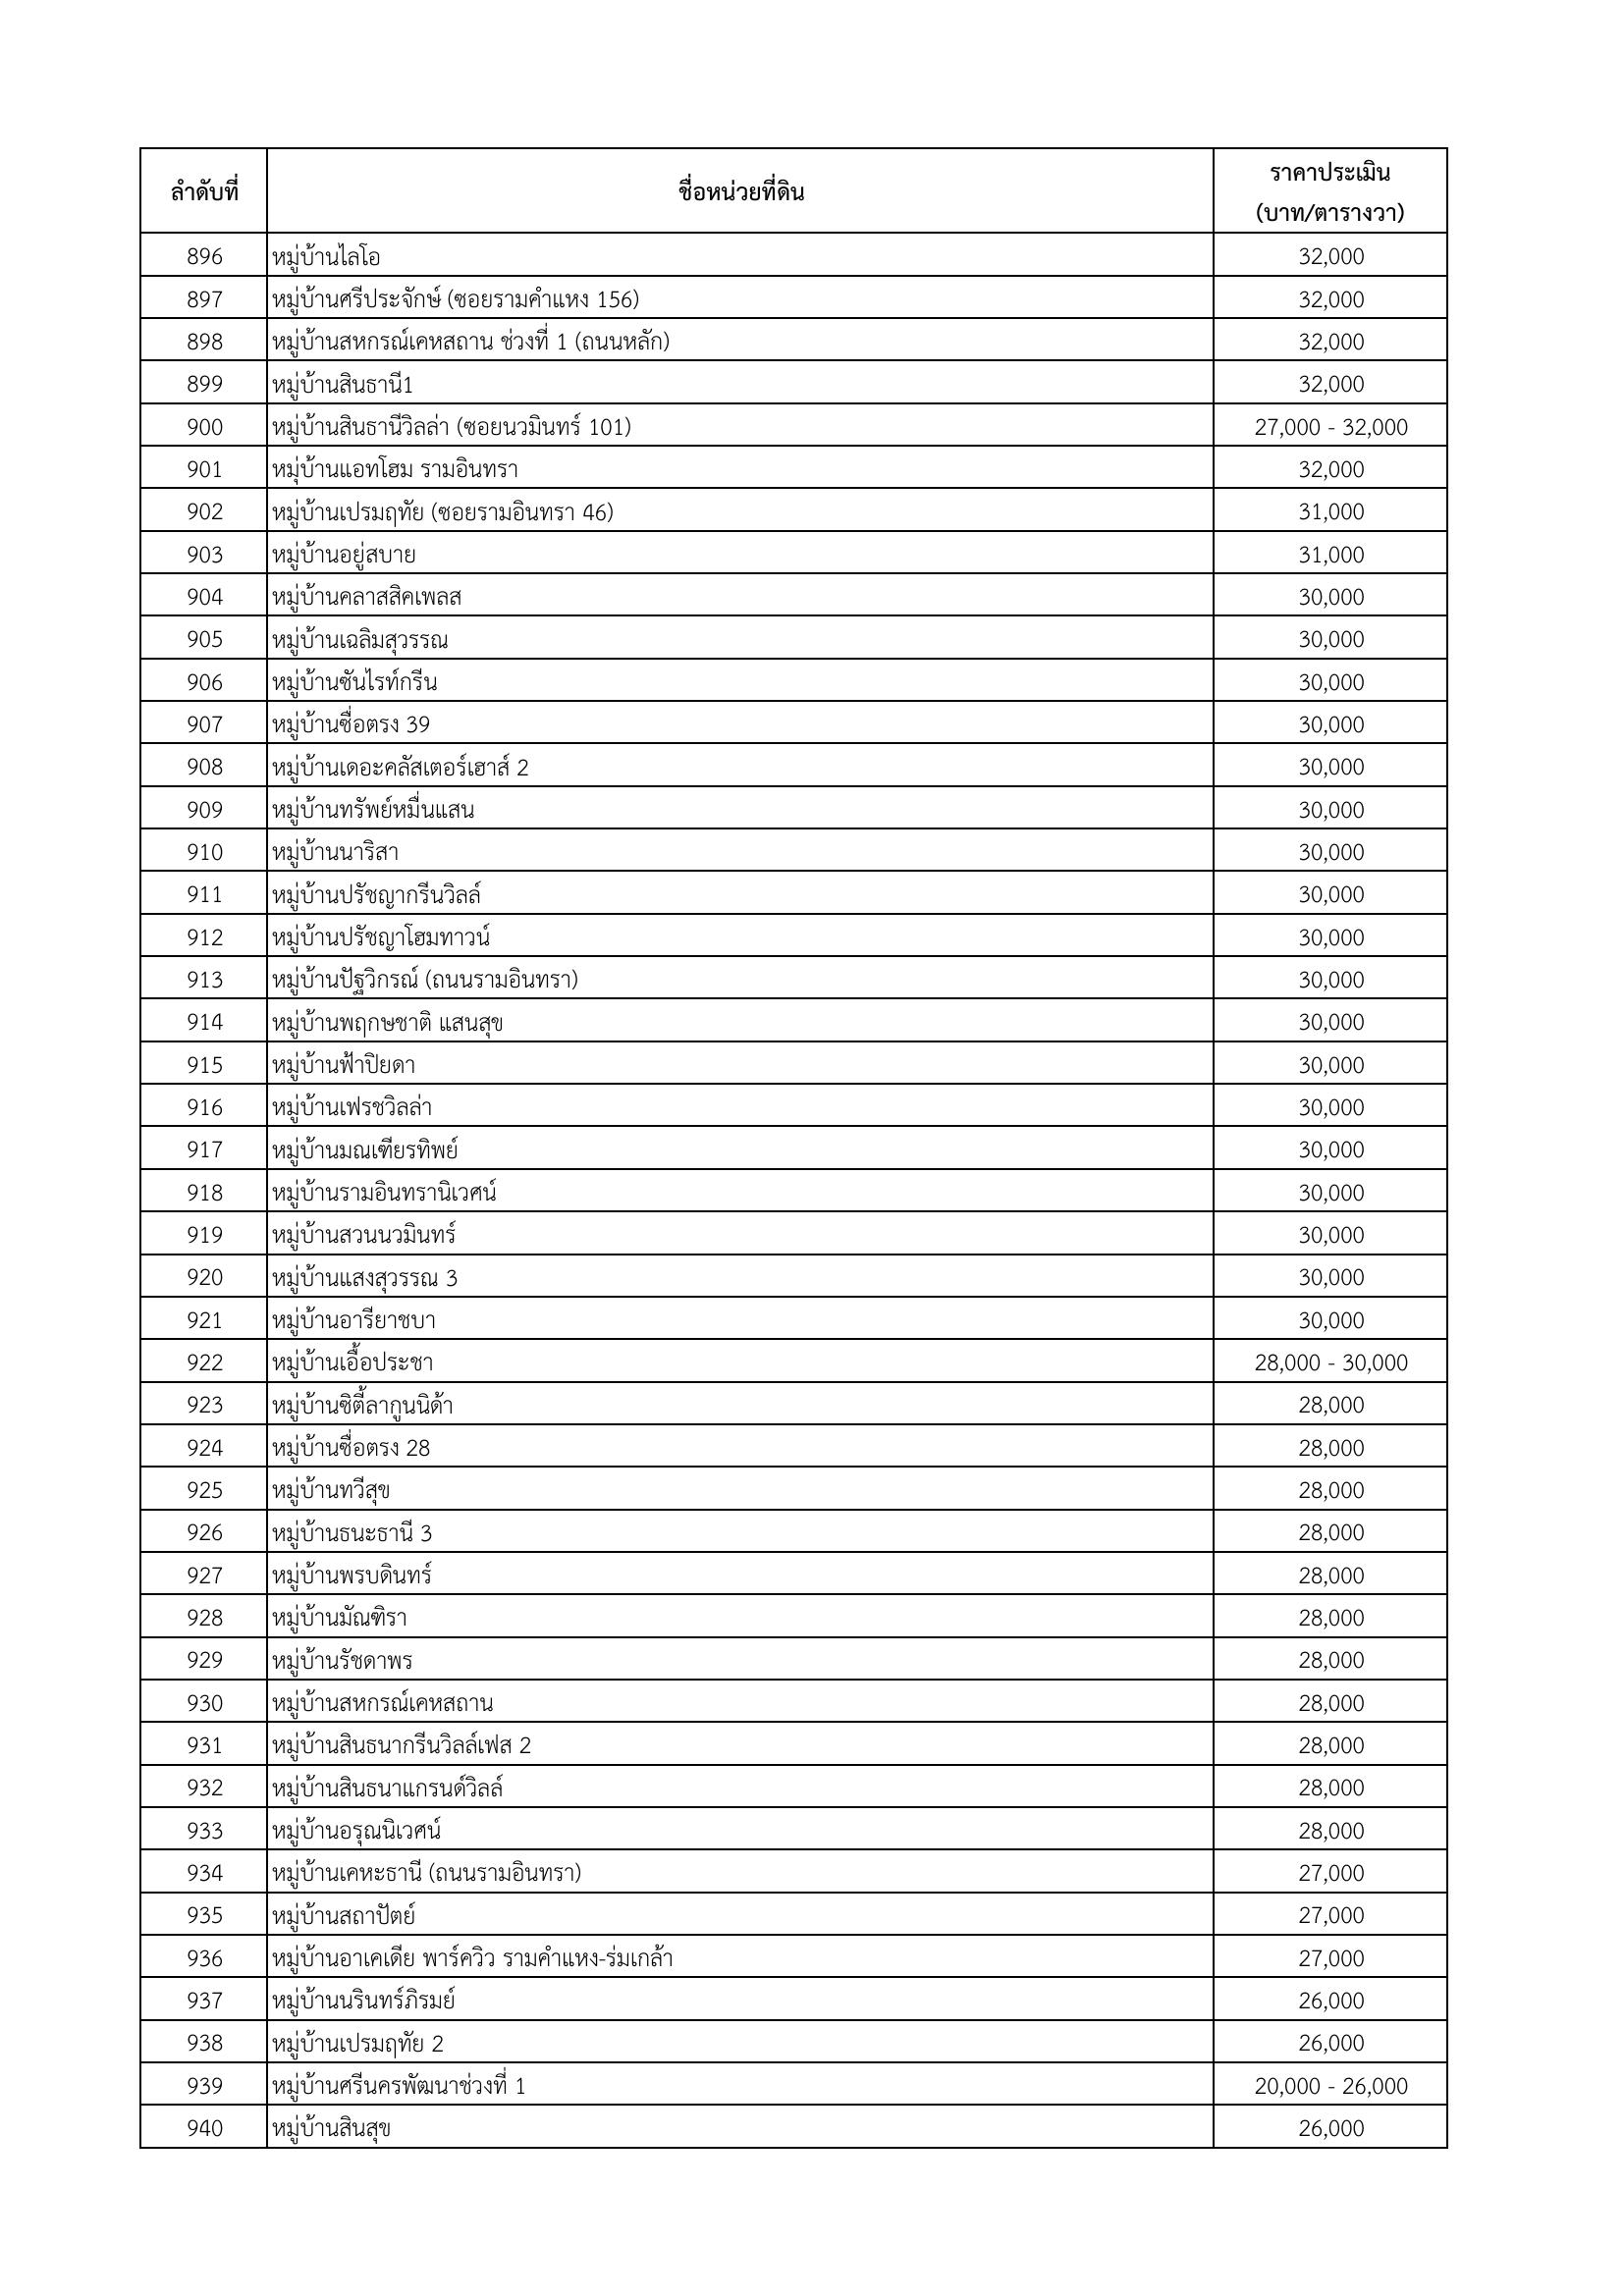 ลำดับที่ ชื่อหน่วยที่ดิน ราคาประเมิน
(บาท/ตารางวา)
896 หมู่บ้านไลโอ 32,000
897 หมู่บ้านศรีประจักษ์ (ซอยรามคำแหง 156) 32,000
898 หมู่บ้านสหกรณ์เคหสถาน ช่วงที่ 1 (ถนนหลัก) 32,000
899 หมู่บ้านสินธานี1 32,000
900 หมู่บ้านสินธานีวิลล่า (ซอยนวมินทร์ 101) 27,000 - 32,000
901 หมุ่บ้านแอทโฮม รามอินทรา 32,000
902 หมู่บ้านเปรมฤทัย (ซอยรามอินทรา 46) 31,000
903 หมู่บ้านอยู่สบาย 31,000
904 หมู่บ้านคลาสสิคเพลส 30,000
905 หมู่บ้านเฉลิมสุวรรณ 30,000
906 หมู่บ้านซันไรท์กรีน 30,000
907 หมู่บ้านซื่อตรง 39 30,000
908 หมู่บ้านเดอะคลัสเตอร์เฮาส์ 2 30,000
909 หมู่บ้านทรัพย์หมื่นแสน 30,000
910 หมู่บ้านนาริสา 30,000
911 หมู่บ้านปรัชญากรีนวิลล์ 30,000
912 หมู่บ้านปรัชญาโฮมทาวน์ 30,000
913 หมู่บ้านปัฐวิกรณ์ (ถนนรามอินทรา) 30,000
914 หมู่บ้านพฤกษชาติ แสนสุข 30,000
915 หมู่บ้านฟ้าปิยดา 30,000
916 หมู่บ้านเฟรชวิลล่า 30,000
917 หมู่บ้านมณเฑียรทิพย์ 30,000
918 หมู่บ้านรามอินทรานิเวศน์ 30,000
919 หมู่บ้านสวนนวมินทร์ 30,000
920 หมู่บ้านแสงสุวรรณ 3 30,000
921 หมู่บ้านอารียาชบา 30,000
922 หมู่บ้านเอื้อประชา 28,000 - 30,000
923 หมู่บ้านซิตี้ลากูนนิด้า 28,000
924 หมู่บ้านซื่อตรง 28 28,000
925 หมู่บ้านทวีสุข 28,000
926 หมู่บ้านธนะธานี 3 28,000
927 หมู่บ้านพรบดินทร์ 28,000
928 หมู่บ้านมัณฑิรา 28,000
929 หมู่บ้านรัชดาพร 28,000
930 หมู่บ้านสหกรณ์เคหสถาน 28,000
931 หมู่บ้านสินธนากรีนวิลล์เฟส 2 28,000
932 หมู่บ้านสินธนาแกรนด์วิลล์ 28,000
933 หมู่บ้านอรุณนิเวศน์ 28,000
934 หมู่บ้านเคหะธานี (ถนนรามอินทรา) 27,000
935 หมู่บ้านสถาปัตย์ 27,000
936 หมู่บ้านอาเคเดีย พาร์ควิว รามคำแหง-ร่มเกล้า 27,000
937 หมู่บ้านนรินทร์ภิรมย์ 26,000
938 หมู่บ้านเปรมฤทัย 2 26,000
939 หมู่บ้านศรีนครพัฒนาช่วงที่ 1 20,000 - 26,000
940 หมู่บ้านสินสุข 26,000